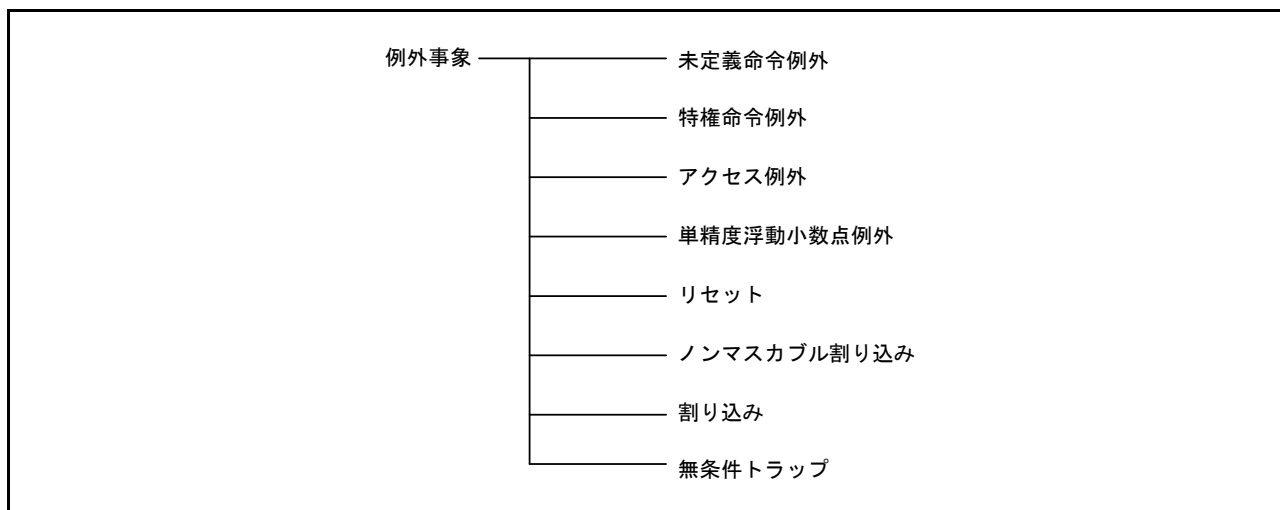 例外事象
未定義命令例外
特権命令例外
アクセス例外
単精度浮動小数点例外
リセット
ノンマスカブル割り込み
割り込み
無条件トラップ